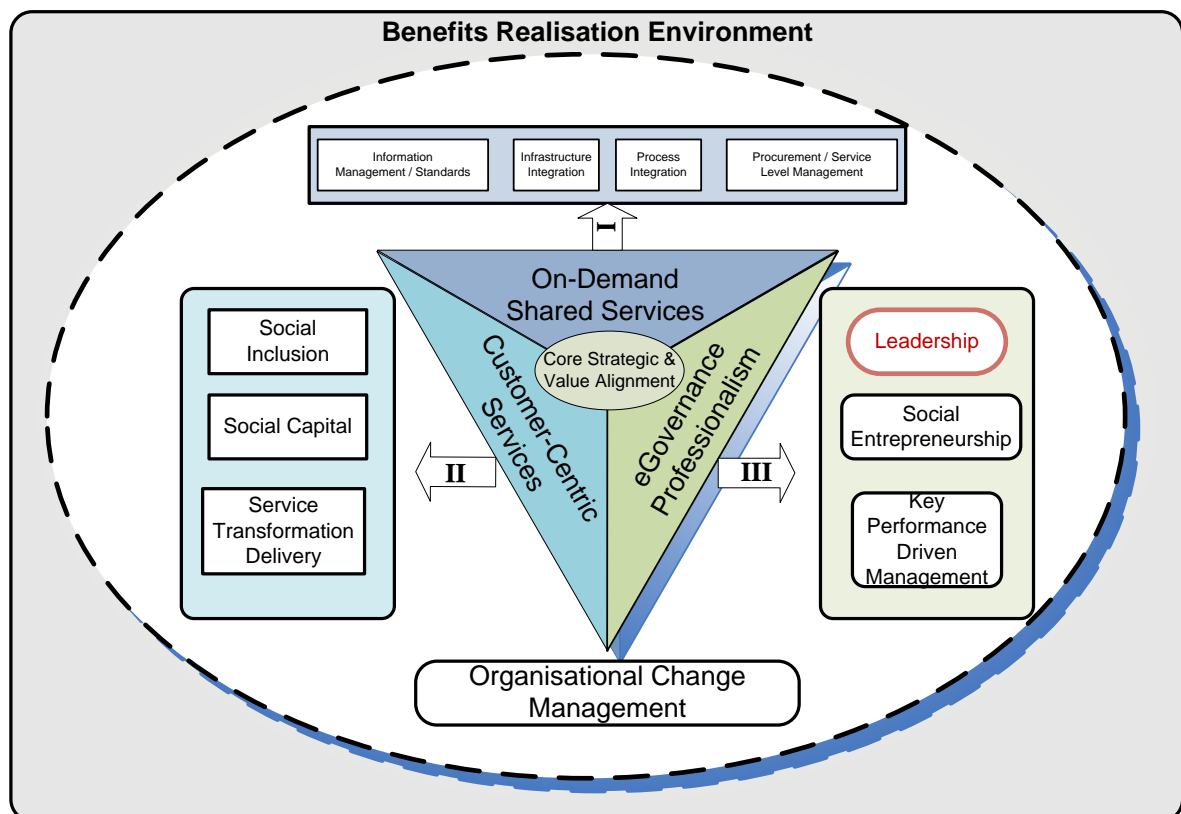 Benefits Realisation Environment
Information
Management / Standards
Infrastructure
Integration
Process
Integration
Procurement / Service
Level Management
I
On-Demand
Shared Services
Core Strategic &
Value Alignment
Customer-Centric
Services
eGovernance
Professionalism
Social
Inclusion
Social Capital
Service
Transformation
Delivery
II
III
Leadership
Social
Entrepreneurship
Key
Performance
Driven
Management
Organisational Change
Management